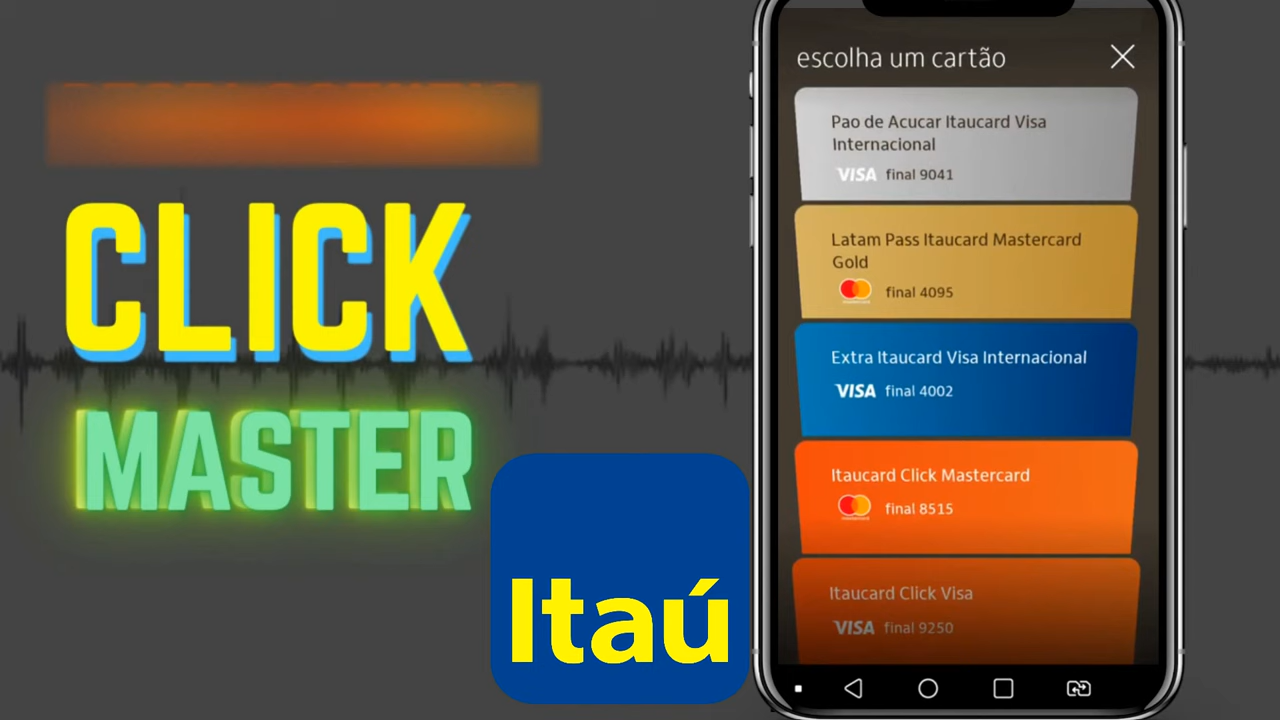 CLICK
MASTER
Itaú
escolha um cartão
Pao de Acucar Itaucard Visa
Internacional
VISA final 9041
Latam Pass Itaucard Mastercard
Gold
final 4095
Extra Itaucard Visa Internacional
VISA final 4002
Itaucard Click Mastercard
final 8515
Itaucard Click Visa
VISA final 9250